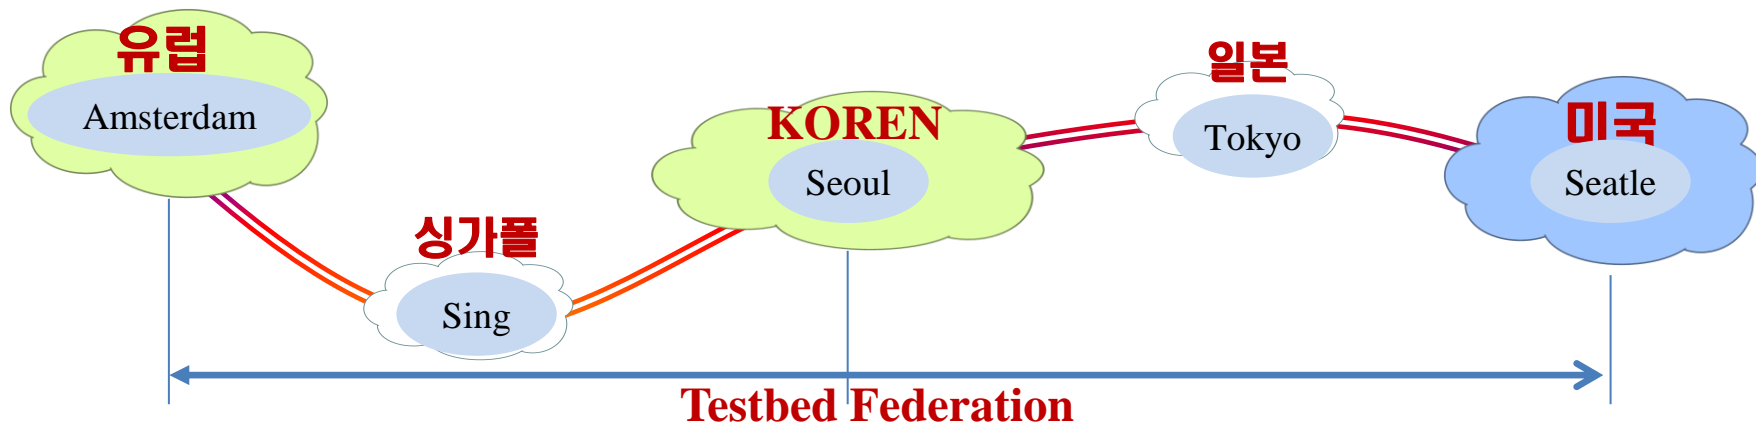 유럽
Amsterdam
싱가폴
Sing
KOREN
Seoul
일본
Tokyo
미국
Seatle
Testbed Federation